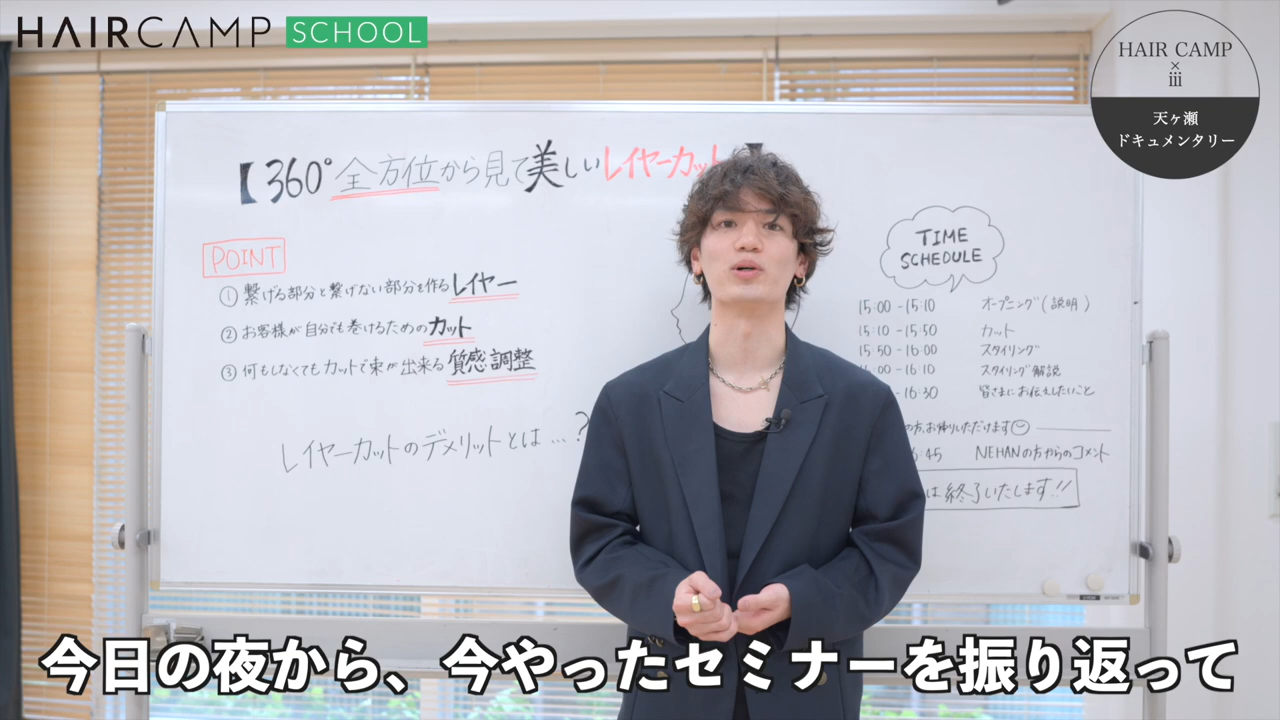 HAIRCAMP SCHOOL
HAIR CAMP
×
iii
天ヶ瀬
ドキュメンタリー
【360°全方位から見て美しいレイヤーカット】
POINT
① 繋げる部分と繋げない部分を作るレイヤー
② お客様が自分でも巻けるためのカット
③ 何もしなくてもカットで束が出来る質感調整
レイヤーカットのデメリットとは…?
TIME
SCHEDULE
15:00-15:10 オープニング(説明)
15:10-15:50 カット
15:50-16:00 スタイリング
16:00-16:10 スタイリング解説
-16:30 皆さまにお伝えしたいこと
の方、お帰りいただけます
:45 NEHANの方からのコメント
は終了いたします!!
今日の夜から、今やったセミナーを振り返って